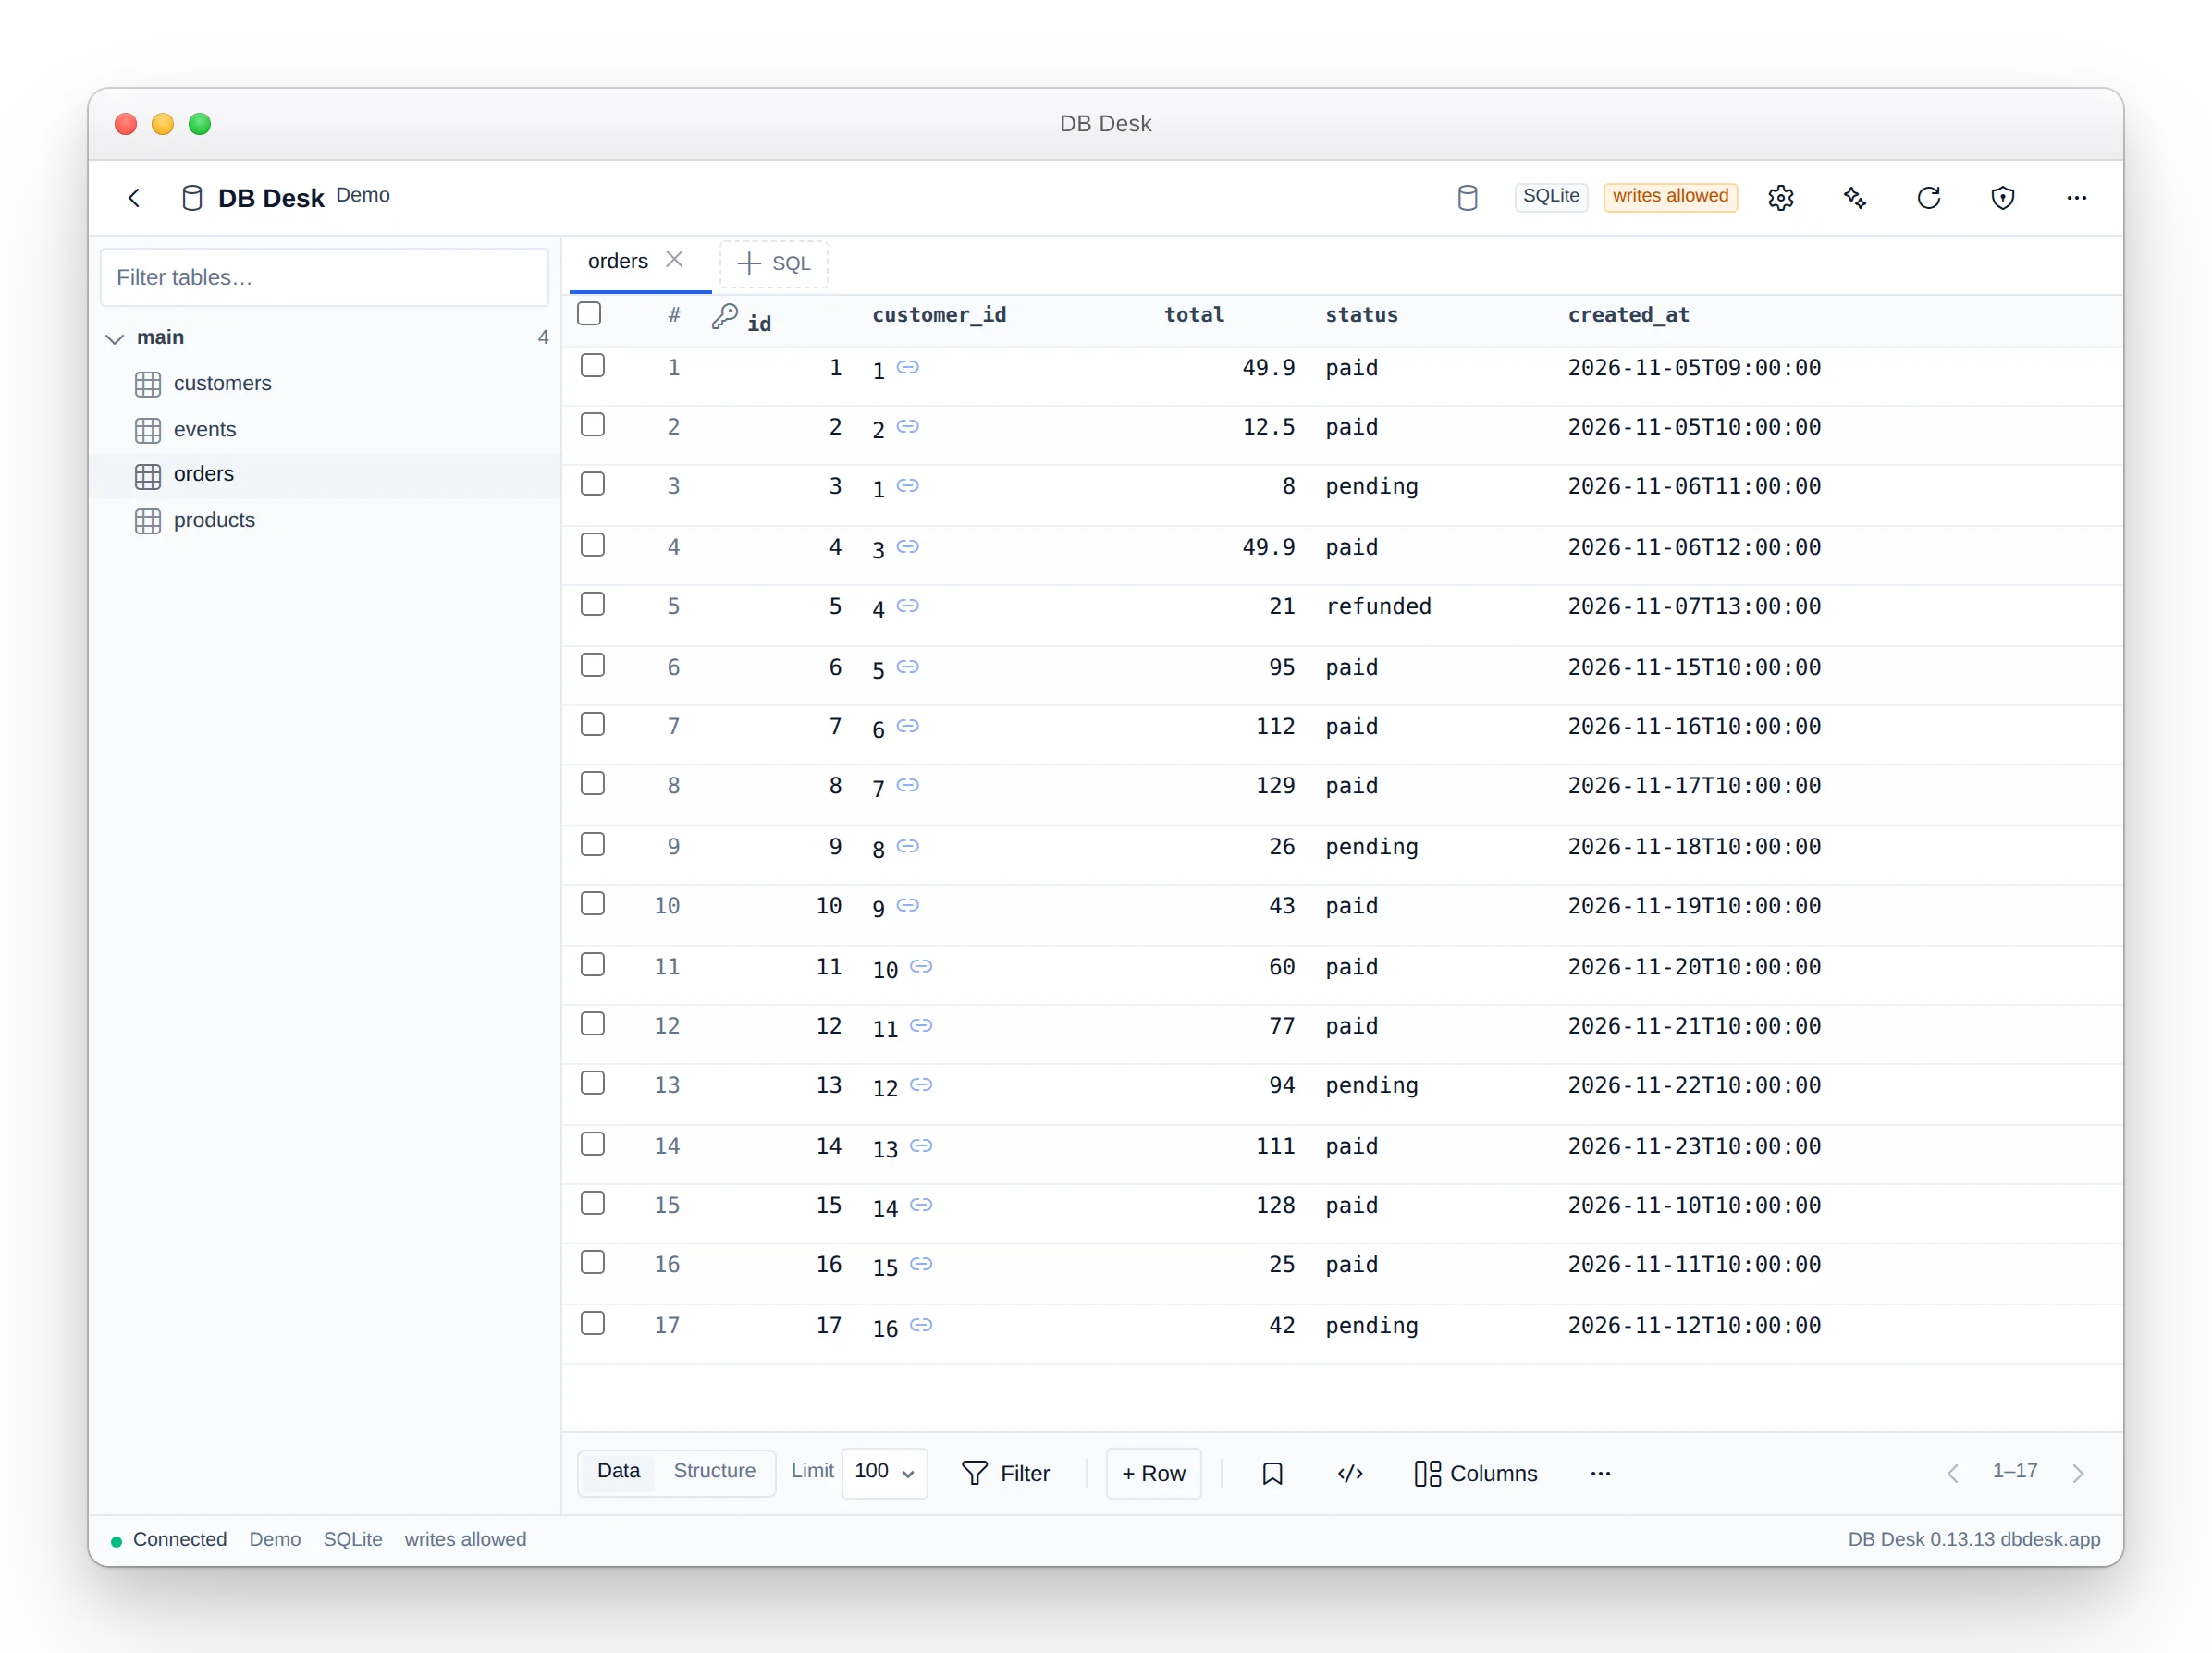 DB Desk
DB Desk Demo SQLite writes allowed
Filter tables…
main 4
customers
events
orders
products
orders SQL
# id customer_id total status created_at
1 1 1 49.9 paid 2026-11-05T09:00:00
2 2 2 12.5 paid 2026-11-05T10:00:00
3 3 1 8 pending 2026-11-06T11:00:00
4 4 3 49.9 paid 2026-11-06T12:00:00
5 5 4 21 refunded 2026-11-07T13:00:00
6 6 5 95 paid 2026-11-15T10:00:00
7 7 6 112 paid 2026-11-16T10:00:00
8 8 7 129 paid 2026-11-17T10:00:00
9 9 8 26 pending 2026-11-18T10:00:00
10 10 9 43 paid 2026-11-19T10:00:00
11 11 10 60 paid 2026-11-20T10:00:00
12 12 11 77 paid 2026-11-21T10:00:00
13 13 12 94 pending 2026-11-22T10:00:00
14 14 13 111 paid 2026-11-23T10:00:00
15 15 14 128 paid 2026-11-10T10:00:00
16 16 15 25 paid 2026-11-11T10:00:00
17 17 16 42 pending 2026-11-12T10:00:00
Data Structure Limit 100 Filter + Row Columns 1–17
Connected Demo SQLite writes allowed DB Desk 0.13.13 dbdesk.app